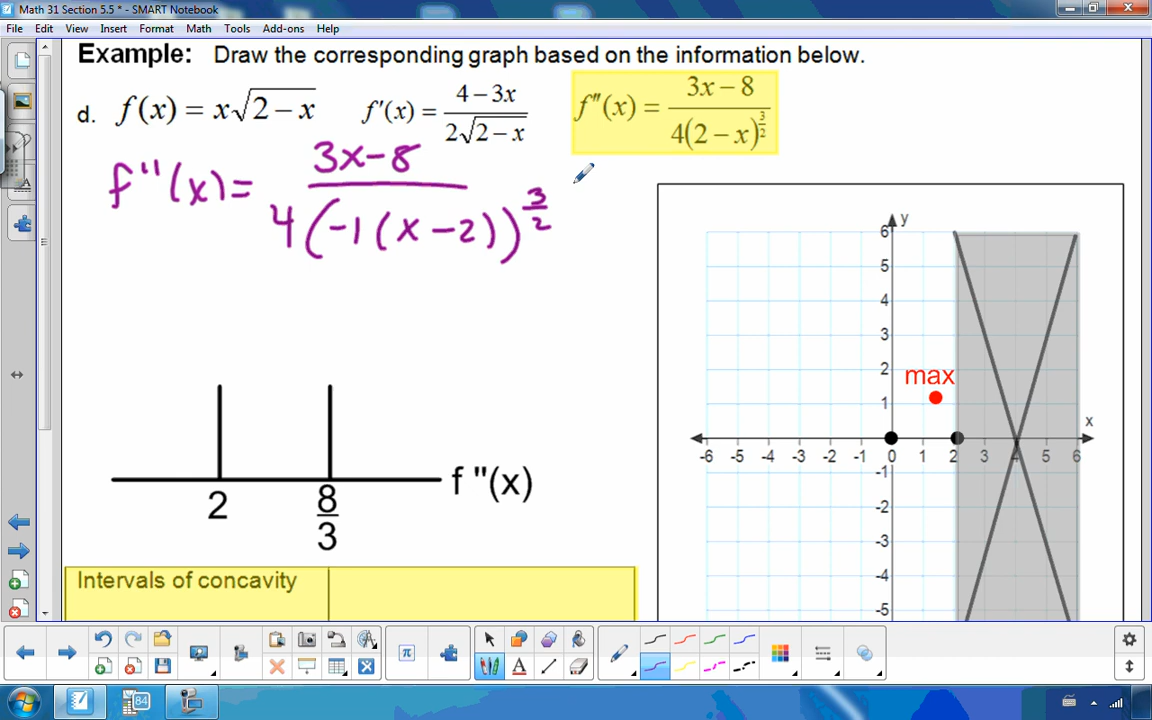 Math 31 Section 5.5 * - SMART Notebook
File Edit View Insert Format Math Tools Add-ons Help
Example: Draw the corresponding graph based on the information below.
d. f(x) = x√(2 − x) f'(x) = (4 − 3x)/(2√(2 − x)) f''(x) = (3x − 8)/(4(2 − x)^(3/2))
f''(x) = (3x − 8)/(4(−1(x − 2))^(3/2))
y
6
5
4
3
2
1
max
x
-6 -5 -4 -3 -2 -1 0 1 2 3 4 5 6
-1
-2
-3
-4
-5
2 8/3 f "(x)
Intervals of concavity
π
A
84